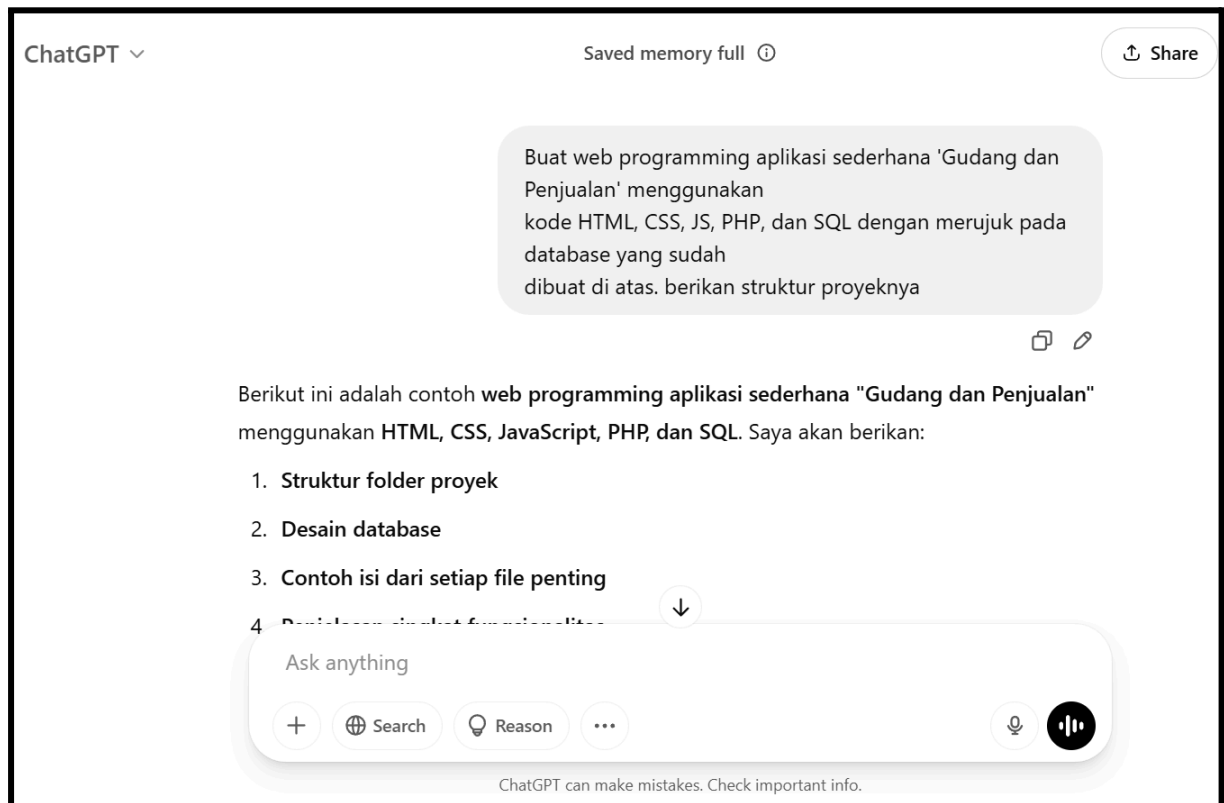 ChatGPT
Saved memory full
Share
Buat web programming aplikasi sederhana 'Gudang dan
Penjualan' menggunakan
kode HTML, CSS, JS, PHP, dan SQL dengan merujuk pada
database yang sudah
dibuat di atas. berikan struktur proyeknya
Berikut ini adalah contoh web programming aplikasi sederhana "Gudang dan Penjualan"
menggunakan HTML, CSS, JavaScript, PHP, dan SQL. Saya akan berikan:
1. Struktur folder proyek
2. Desain database
3. Contoh isi dari setiap file penting
4 Penjelasan singkat fungsionalitas
Ask anything
Search
Reason
ChatGPT can make mistakes. Check important info.